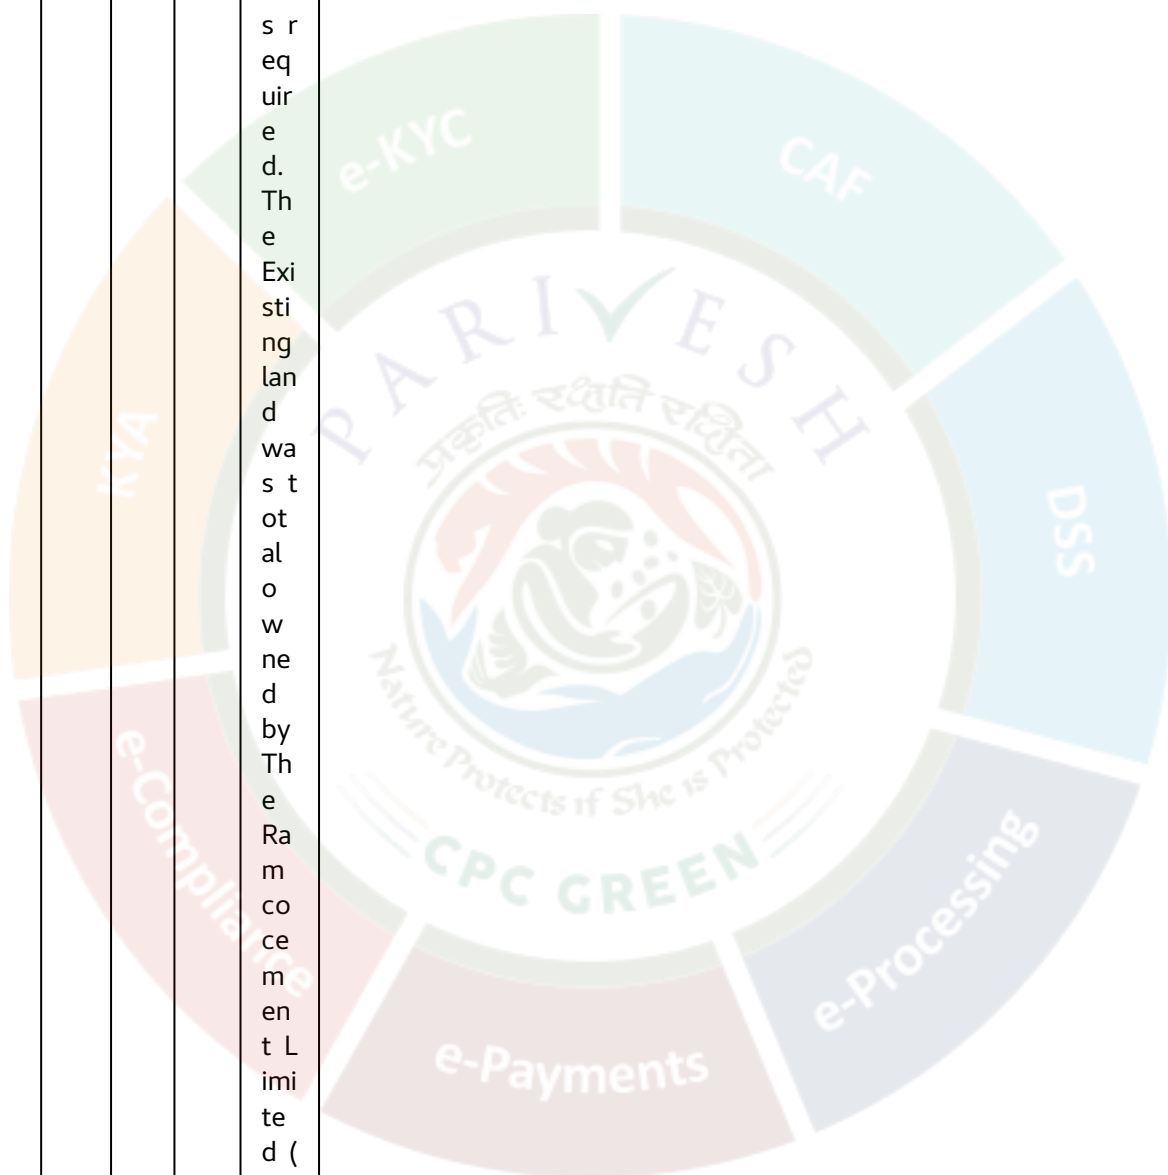 s r
eq
uir
e
d.
Th
e
Exi
sti
ng
lan
d
wa
s t
ot
al
o
w
ne
d
by
Th
e
Ra
m
co
ce
m
en
t L
imi
te
d (
e-KYC
CAF
DSS
e-Processing
e-Payments
e-Compliance
KYA
PARIVESH
प्रकृतिः रक्षति रक्षिता
Nature Protects if She is Protected
CPC GREEN